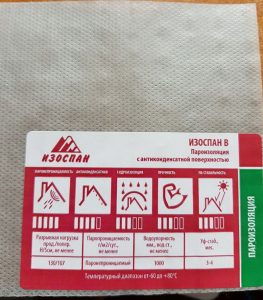 ИЗОСПАН
ИЗОСПАН В
Пароизоляция
с антиконденсатной поверхностью
ПАРОПРОНИЦАЕМОСТЬ
АНТИКОНДЕНСАТНОСТЬ
ГИДРОИЗОЛЯЦИЯ
ПРОЧНОСТЬ
УФ-СТАБИЛЬНОСТЬ
Разрывная нагрузка
прод./попер.
Н/5см, не менее
Паропроницаемость
г/м2/сут.,
не менее
Водоупорность
мм., вод.ст.,
не менее
Уф-стаб.,
мес.
130/107
Паронепроницаемый
1000
3-4
Температурный диапазон от -60 до +80°С
ПАРОИЗОЛЯЦИЯ